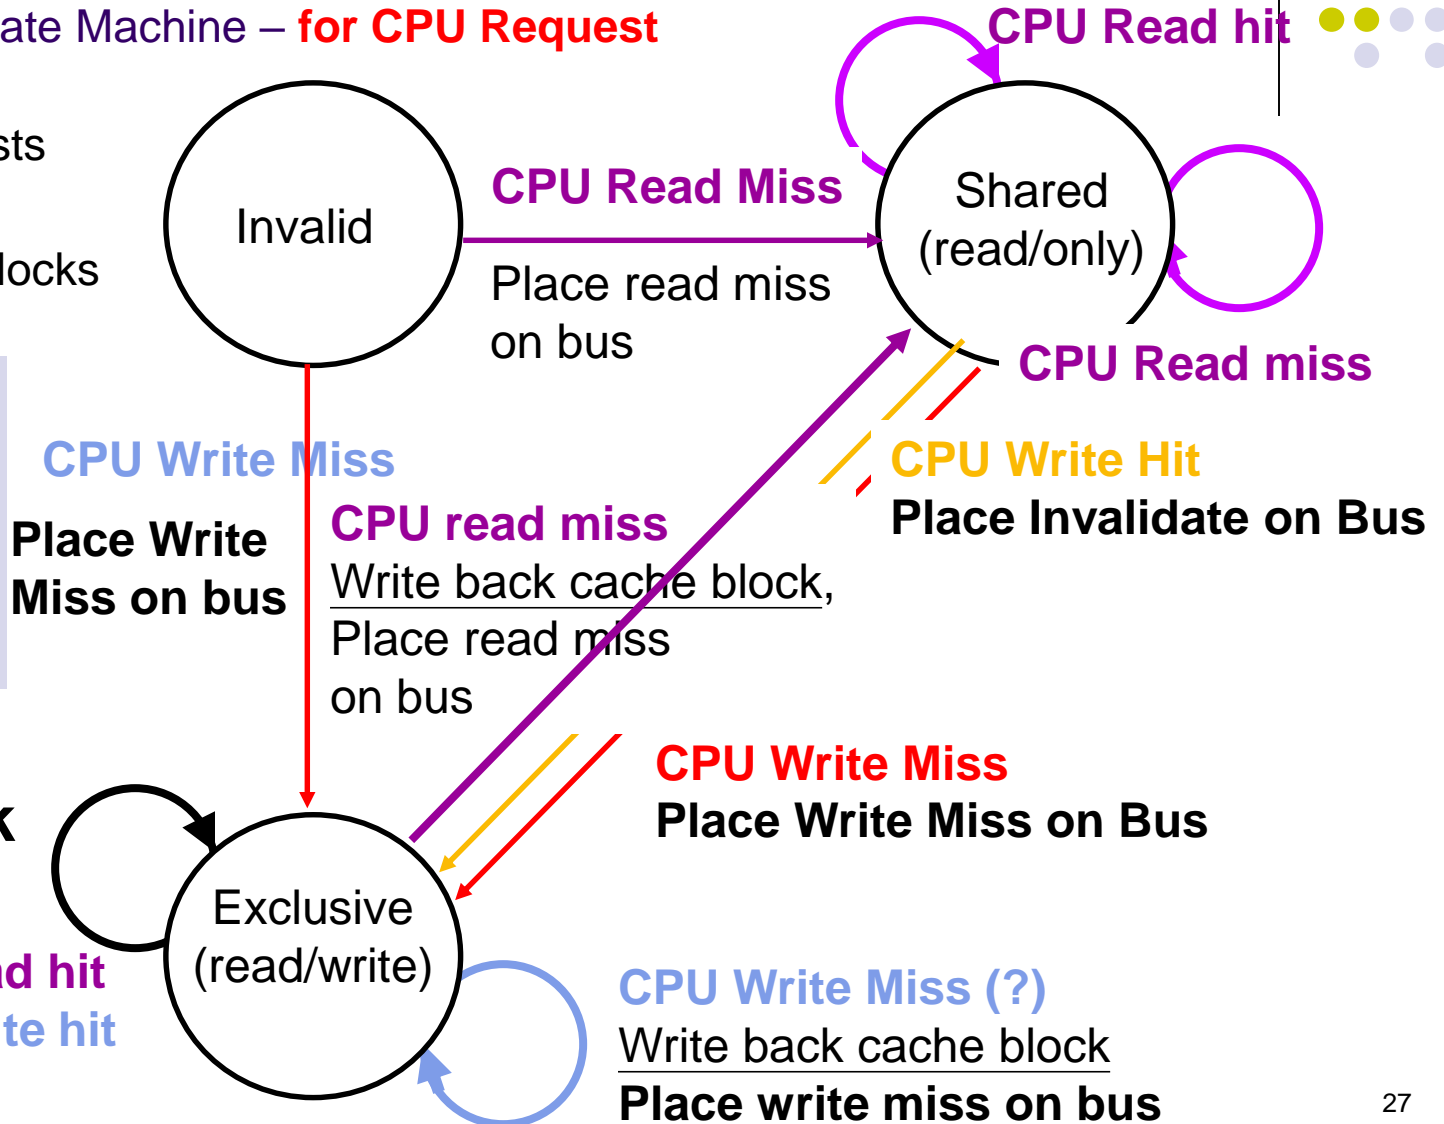 ate Machine – for CPU Request
CPU Read hit
sts
CPU Read Miss
Shared
Invalid
(read/only)
locks
Place read miss
on bus
CPU Read miss
CPU Write Miss
CPU Write Hit
Place Invalidate on Bus
CPU read miss
Place Write
Miss on bus
Write back cache block,
Place read miss
on bus
CPU Write Miss
Place Write Miss on Bus
k
Exclusive
(read/write)
ad hit
te hit
CPU Write Miss (?)
Write back cache block
Place write miss on bus
27